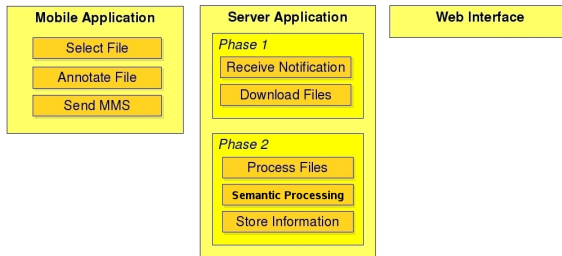 Mobile Application
Select File
Annotate File
Send MMS
Server Application
Phase 1
Receive Notification
Download Files
Phase 2
Process Files
Semantic Processing
Store Information
Web Interface